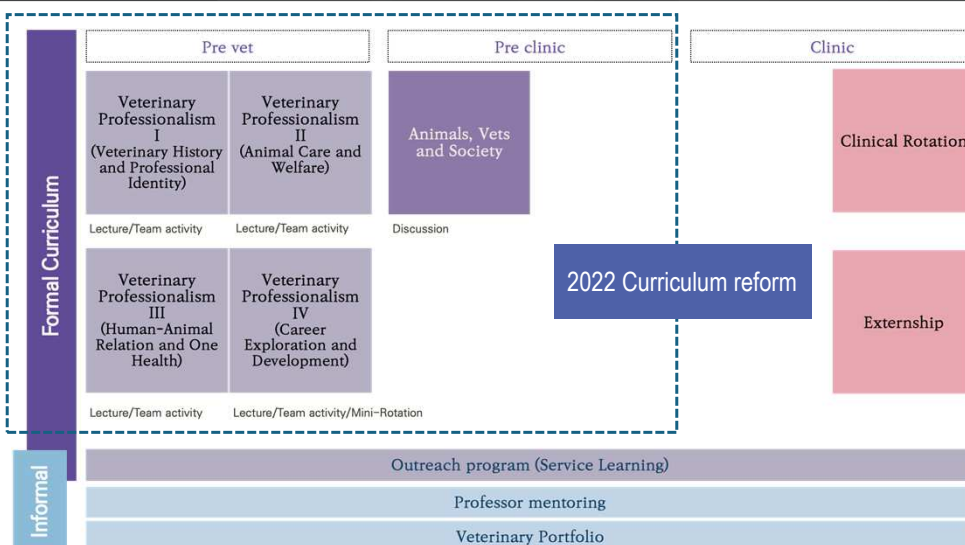 Pre vet
Pre clinic
Clinic
Formal Curriculum
Veterinary
Professionalism
I
(Veterinary History
and Professional
Identity)
Veterinary
Professionalism
II
(Animal Care and
Welfare)
Animals, Vets
and Society
Clinical Rotation
Lecture/Team activity
Lecture/Team activity
Discussion
Veterinary
Professionalism
III
(Human-Animal
Relation and One
Health)
Veterinary
Professionalism
IV
(Career
Exploration and
Development)
2022 Curriculum reform
Externship
Lecture/Team activity
Lecture/Team activity/Mini-Rotation
Informal
Outreach program (Service Learning)
Professor mentoring
Veterinary Portfolio